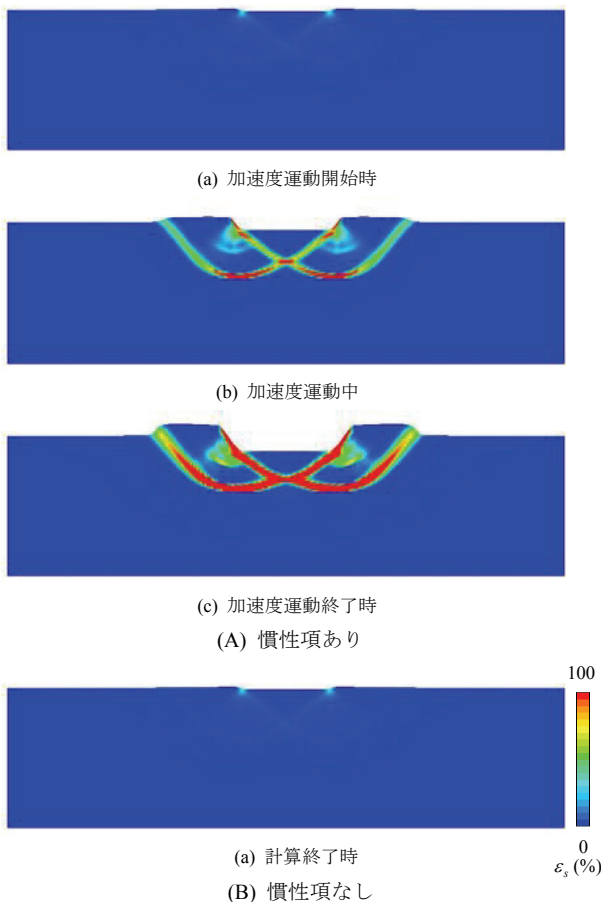 (a) 加速度運動開始時
(b) 加速度運動中
(c) 加速度運動終了時
(A) 慣性項あり
100
0
εs (%)
(a) 計算終了時
(B) 慣性項なし